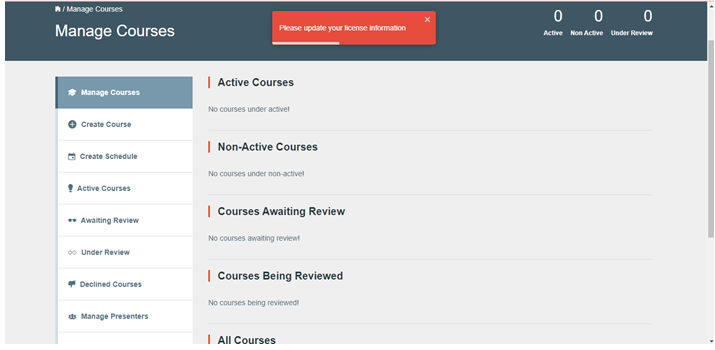 / Manage Courses
Manage Courses
Please update your license information
×
0 0 0
Active Non Active Under Review
Manage Courses
Create Course
Create Schedule
Active Courses
Awaiting Review
Under Review
Declined Courses
Manage Presenters
Active Courses
No courses under active!
Non-Active Courses
No courses under non-active!
Courses Awaiting Review
No courses awaiting review!
Courses Being Reviewed
No courses being reviewed!
All Courses